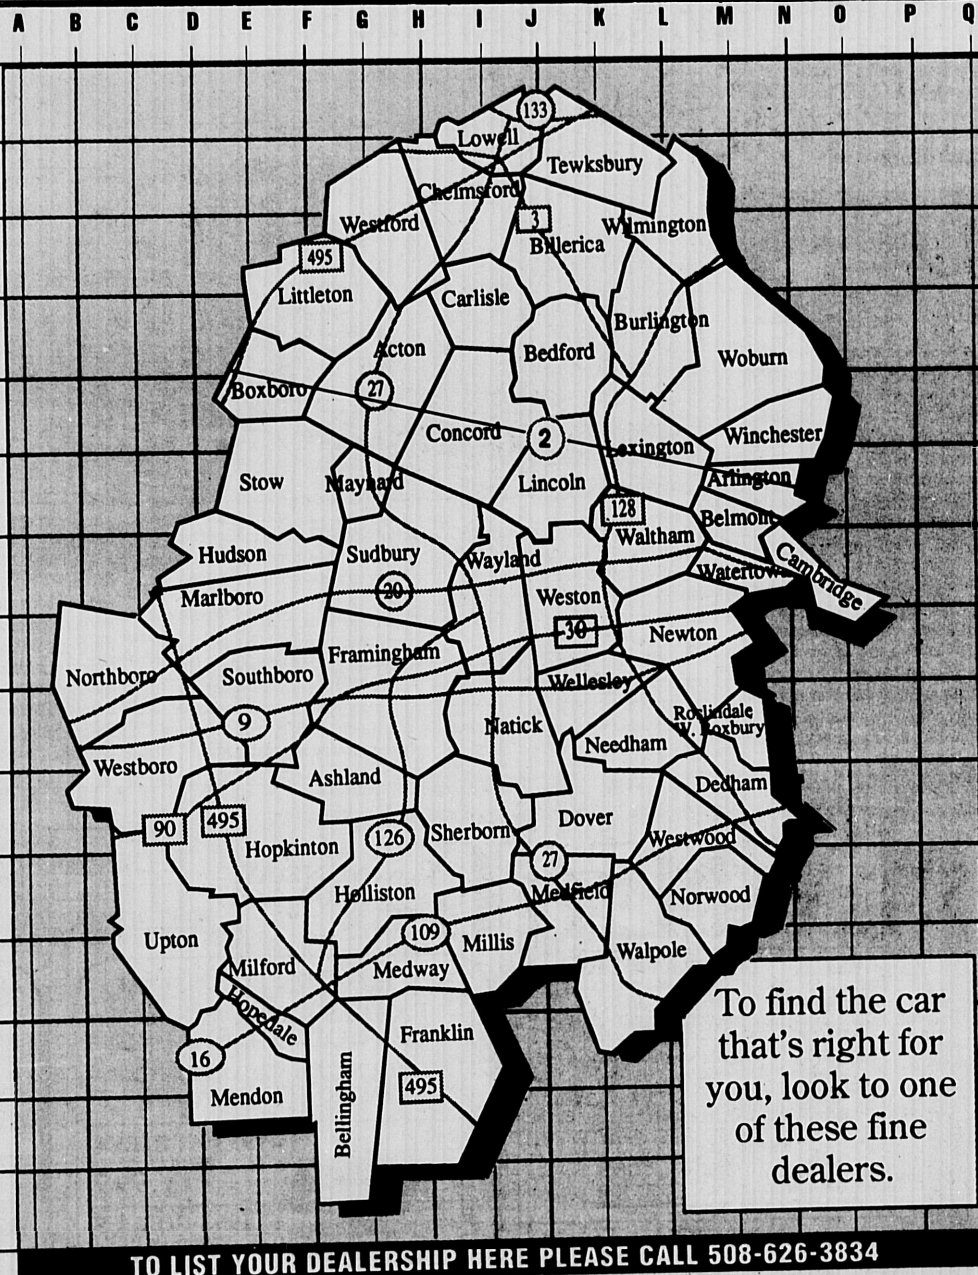 A B C D E F G H I J K L M N O P Q
133
Lowell
Tewksbury
Chelmsford
Westford
3
Wilmington
Billerica
495
Littleton
Carlisle
Burlington
Acton
Bedford
Woburn
Boxboro
27
Concord
2
Lexington
Winchester
Stow
Maynard
Lincoln
Arlington
128
Belmont
Waltham
Hudson
Sudbury
Wayland
Cambridge
Watertown
Marlboro
20
Weston
30
Newton
Framingham
Northboro
Southboro
Wellesley
9
Natick
Roslindale
W. Roxbury
Needham
Westboro
Ashland
Dedham
90
495
126
Sherborn
Dover
Westwood
Hopkinton
27
Holliston
Medfield
Norwood
109
Upton
Millis
Walpole
Milford
Medway
Hopedale
Franklin
16
495
Mendon
Bellingham
To find the car
that's right for
you, look to one
of these fine
dealers.
TO LIST YOUR DEALERSHIP HERE PLEASE CALL 508-626-3834